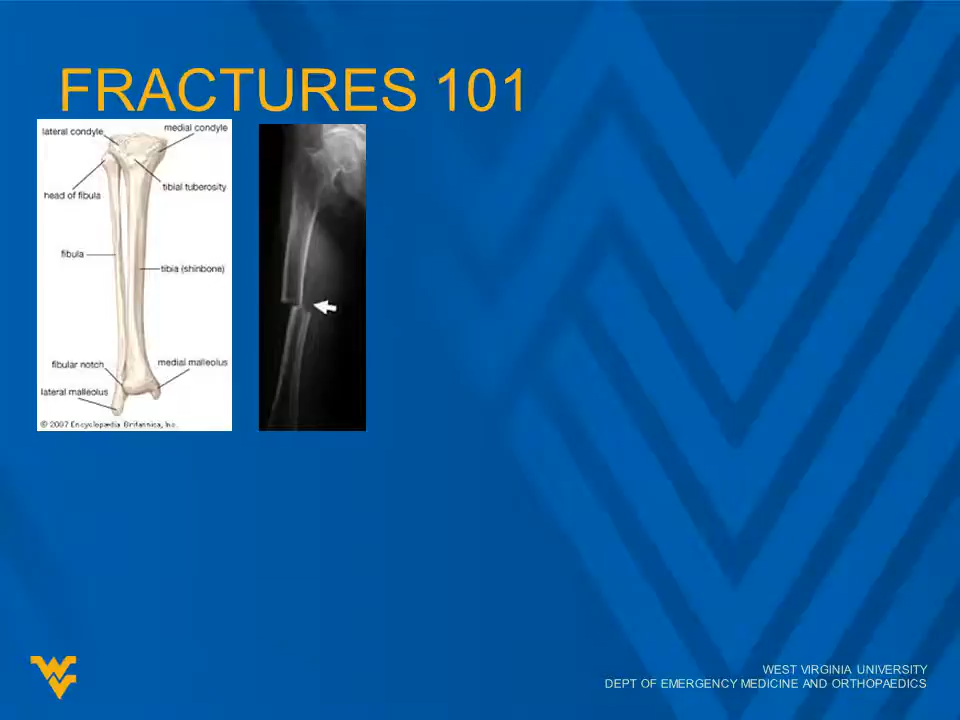 FRACTURES 101
lateral condyle
medial condyle
head of fibula
tibial tuberosity
fibula
tibia (shinbone)
fibular notch
medial malleolus
lateral malleolus
© 2007 Encyclopædia Britannica, Inc.
WEST VIRGINIA UNIVERSITY
DEPT OF EMERGENCY MEDICINE AND ORTHOPAEDICS